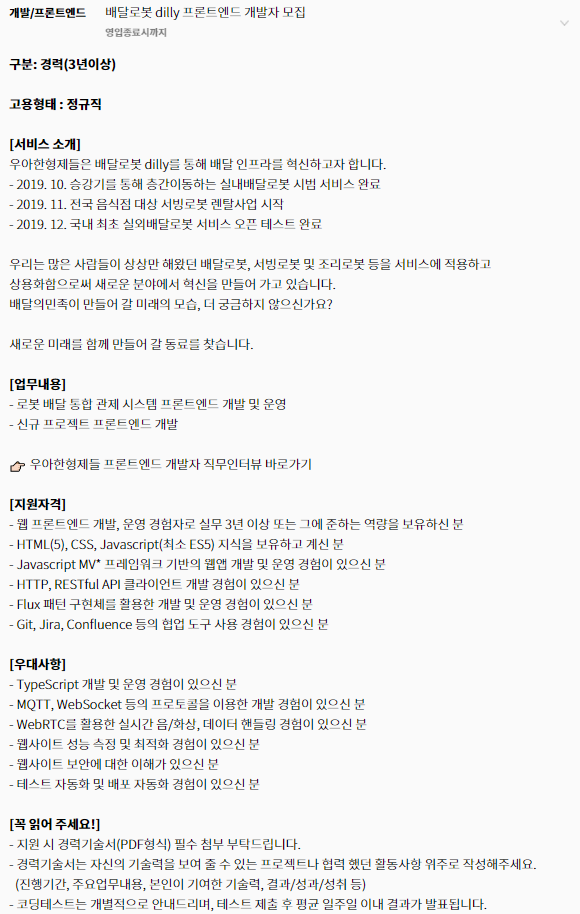 개발/프론트엔드 배달로봇 dilly 프론트엔드 개발자 모집
영입종료시까지
구분: 경력(3년이상)
고용형태 : 정규직
[서비스 소개]
우아한형제들은 배달로봇 dilly를 통해 배달 인프라를 혁신하고자 합니다.
- 2019. 10. 승강기를 통해 층간이동하는 실내배달로봇 시범 서비스 완료
- 2019. 11. 전국 음식점 대상 서빙로봇 렌탈사업 시작
- 2019. 12. 국내 최초 실외배달로봇 서비스 오픈 테스트 완료
우리는 많은 사람들이 상상만 해왔던 배달로봇, 서빙로봇 및 조리로봇 등을 서비스에 적용하고
상용화함으로써 새로운 분야에서 혁신을 만들어 가고 있습니다.
배달의민족이 만들어 갈 미래의 모습, 더 궁금하지 않으신가요?
새로운 미래를 함께 만들어 갈 동료를 찾습니다.
[업무내용]
- 로봇 배달 통합 관제 시스템 프론트엔드 개발 및 운영
- 신규 프로젝트 프론트엔드 개발
👉 우아한형제들 프론트엔드 개발자 직무인터뷰 바로가기
[지원자격]
- 웹 프론트엔드 개발, 운영 경험자로 실무 3년 이상 또는 그에 준하는 역량을 보유하신 분
- HTML(5), CSS, Javascript(최소 ES5) 지식을 보유하고 계신 분
- Javascript MV* 프레임워크 기반의 웹앱 개발 및 운영 경험이 있으신 분
- HTTP, RESTful API 클라이언트 개발 경험이 있으신 분
- Flux 패턴 구현체를 활용한 개발 및 운영 경험이 있으신 분
- Git, Jira, Confluence 등의 협업 도구 사용 경험이 있으신 분
[우대사항]
- TypeScript 개발 및 운영 경험이 있으신 분
- MQTT, WebSocket 등의 프로토콜을 이용한 개발 경험이 있으신 분
- WebRTC를 활용한 실시간 음/화상, 데이터 핸들링 경험이 있으신 분
- 웹사이트 성능 측정 및 최적화 경험이 있으신 분
- 웹사이트 보안에 대한 이해가 있으신 분
- 테스트 자동화 및 배포 자동화 경험이 있으신 분
[꼭 읽어 주세요!]
- 지원 시 경력기술서(PDF형식) 필수 첨부 부탁드립니다.
- 경력기술서는 자신의 기술력을 보여 줄 수 있는 프로젝트나 협력 했던 활동사항 위주로 작성해주세요.
(진행기간, 주요업무내용, 본인이 기여한 기술력, 결과/성과/성취 등)
- 코딩테스트는 개별적으로 안내드리며, 테스트 제출 후 평균 일주일 이내 결과가 발표됩니다.